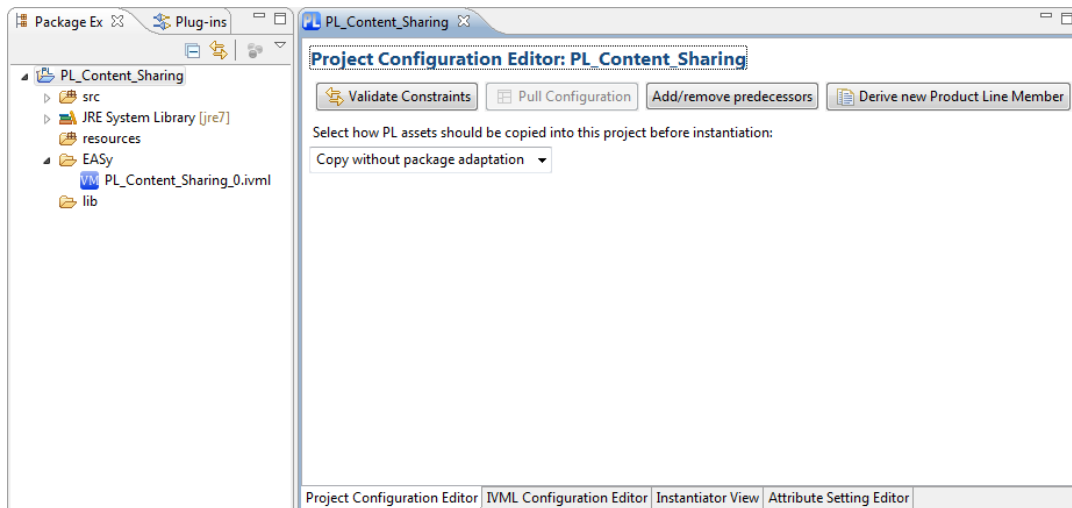 Package Ex Plug-ins
PL_Content_Sharing
src
JRE System Library [jre7]
resources
EASy
VM PL_Content_Sharing_0.ivml
lib
PL PL_Content_Sharing
Project Configuration Editor: PL_Content_Sharing
Validate Constraints Pull Configuration Add/remove predecessors Derive new Product Line Member
Select how PL assets should be copied into this project before instantiation:
Copy without package adaptation
Project Configuration Editor IVML Configuration Editor Instantiator View Attribute Setting Editor